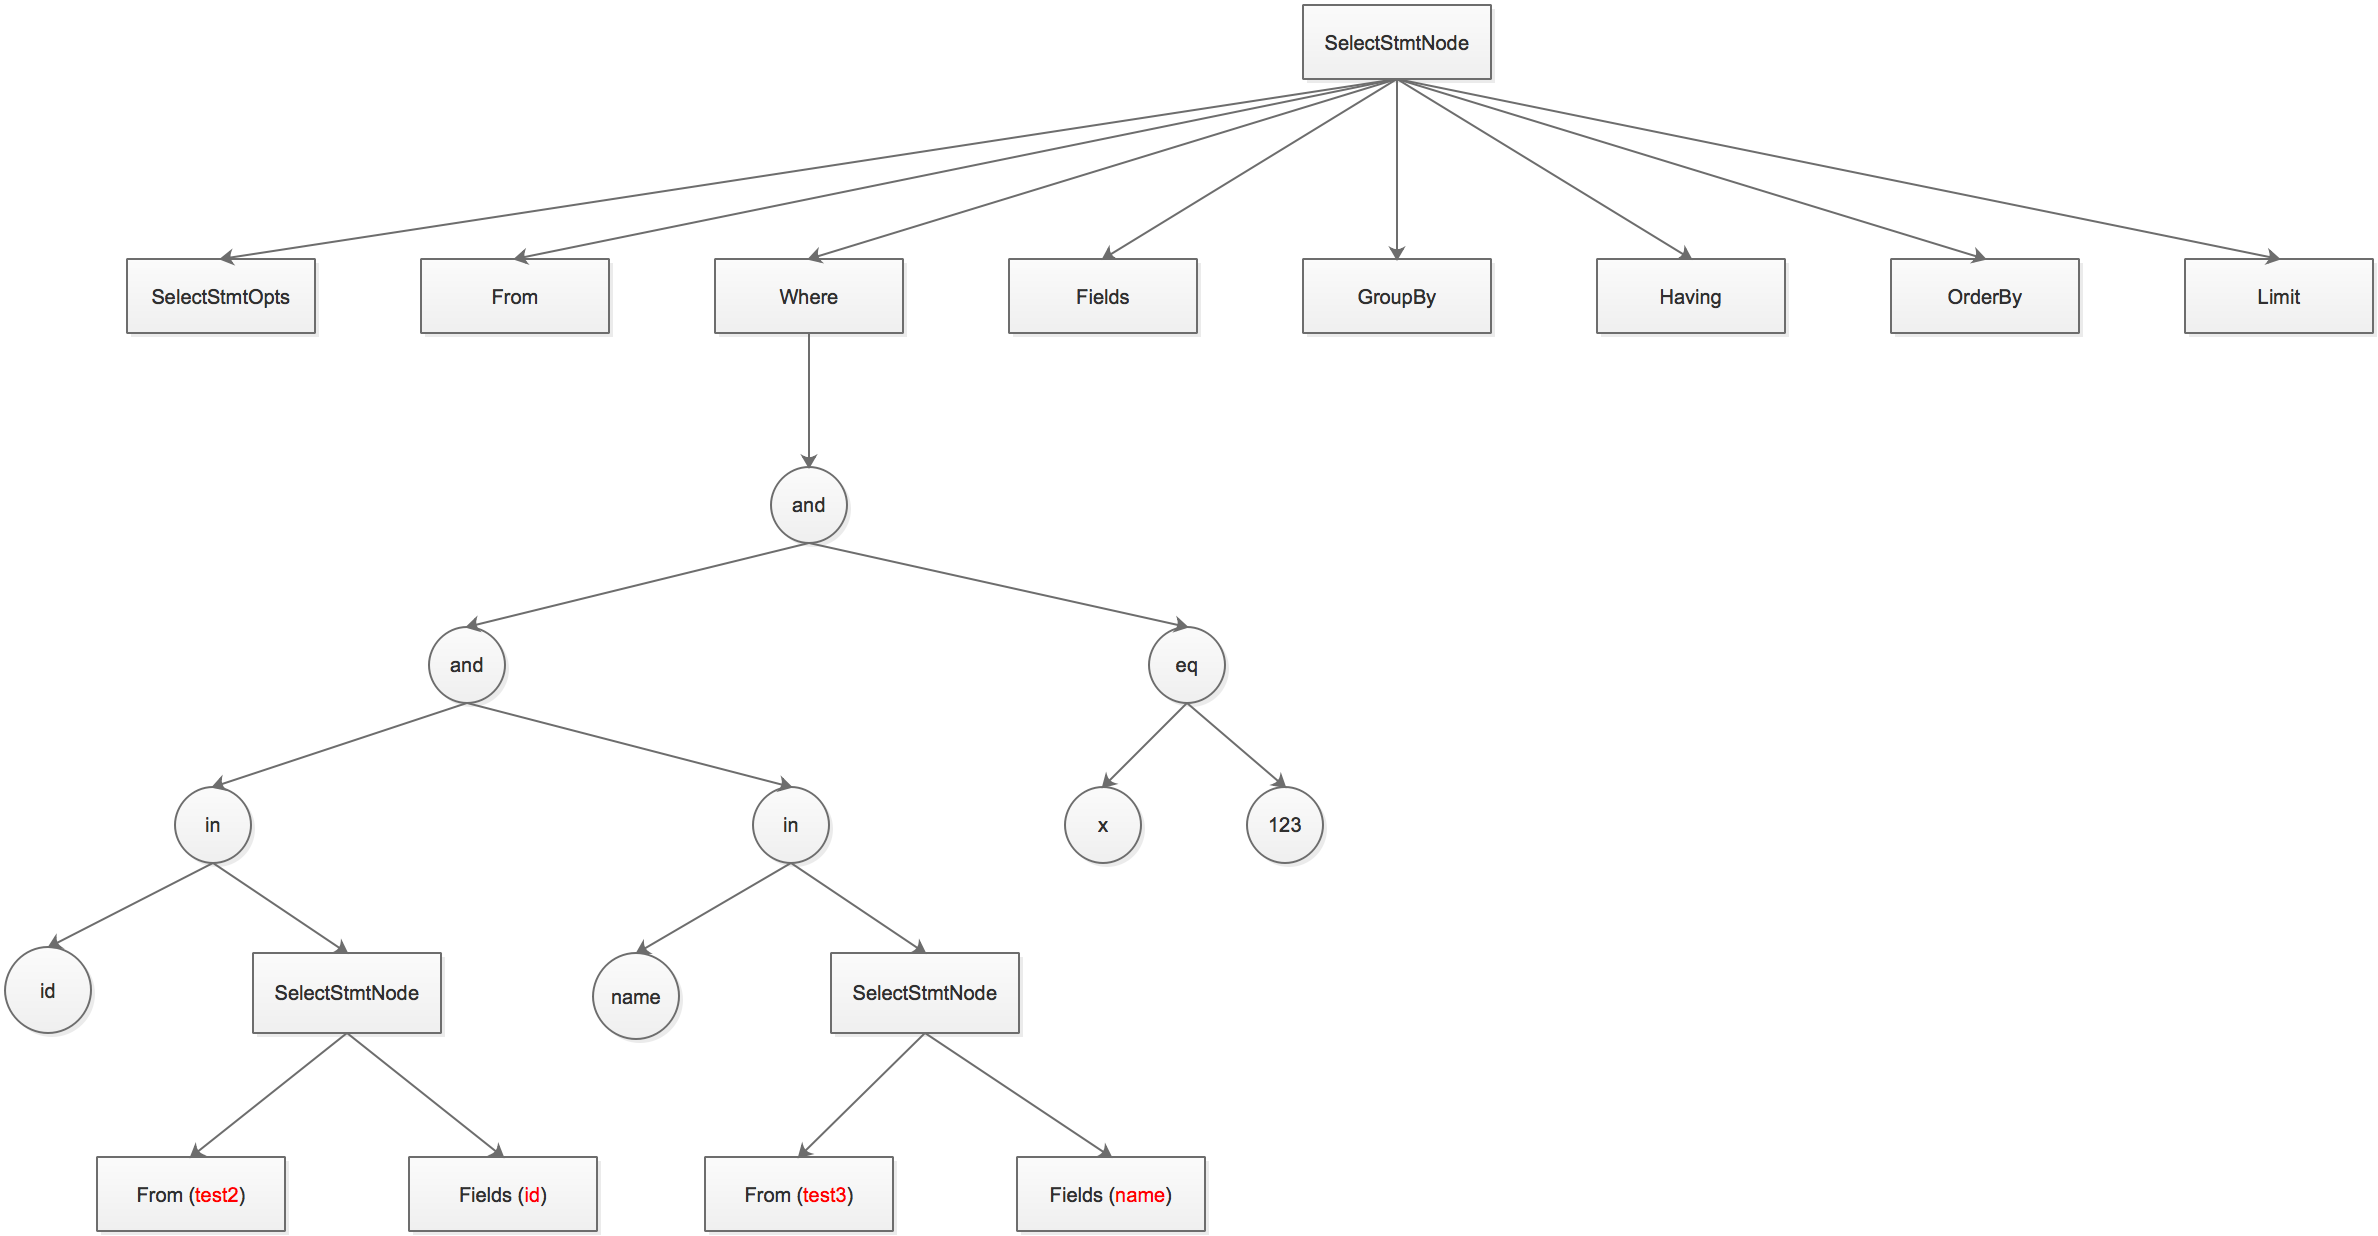 SelectStmtNode
SelectStmtOpts
From
Where
Fields
GroupBy
Having
OrderBy
Limit
and
and
eq
in
in
x
123
id
SelectStmtNode
name
SelectStmtNode
From (test2)
Fields (id)
From (test3)
Fields (name)